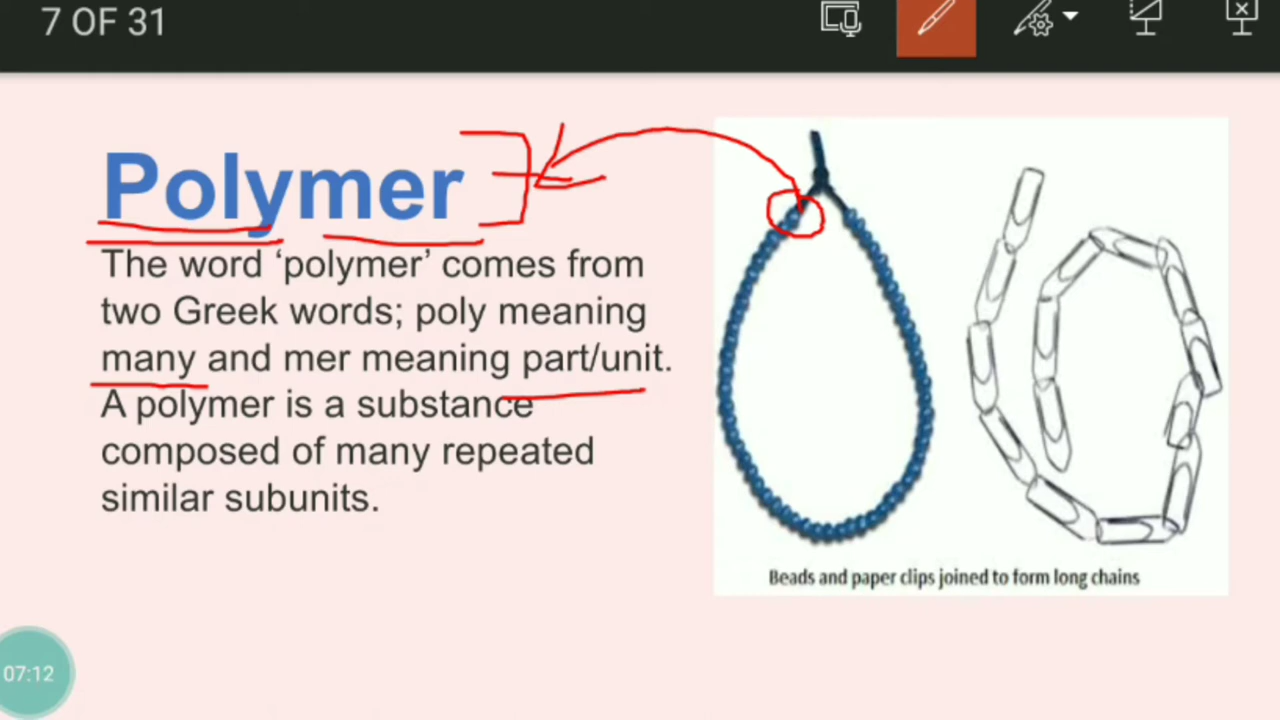 7 OF 31
Polymer
The word ‘polymer’ comes from
two Greek words; poly meaning
many and mer meaning part/unit.
A polymer is a substance
composed of many repeated
similar subunits.
Beads and paper clips joined to form long chains
07:12